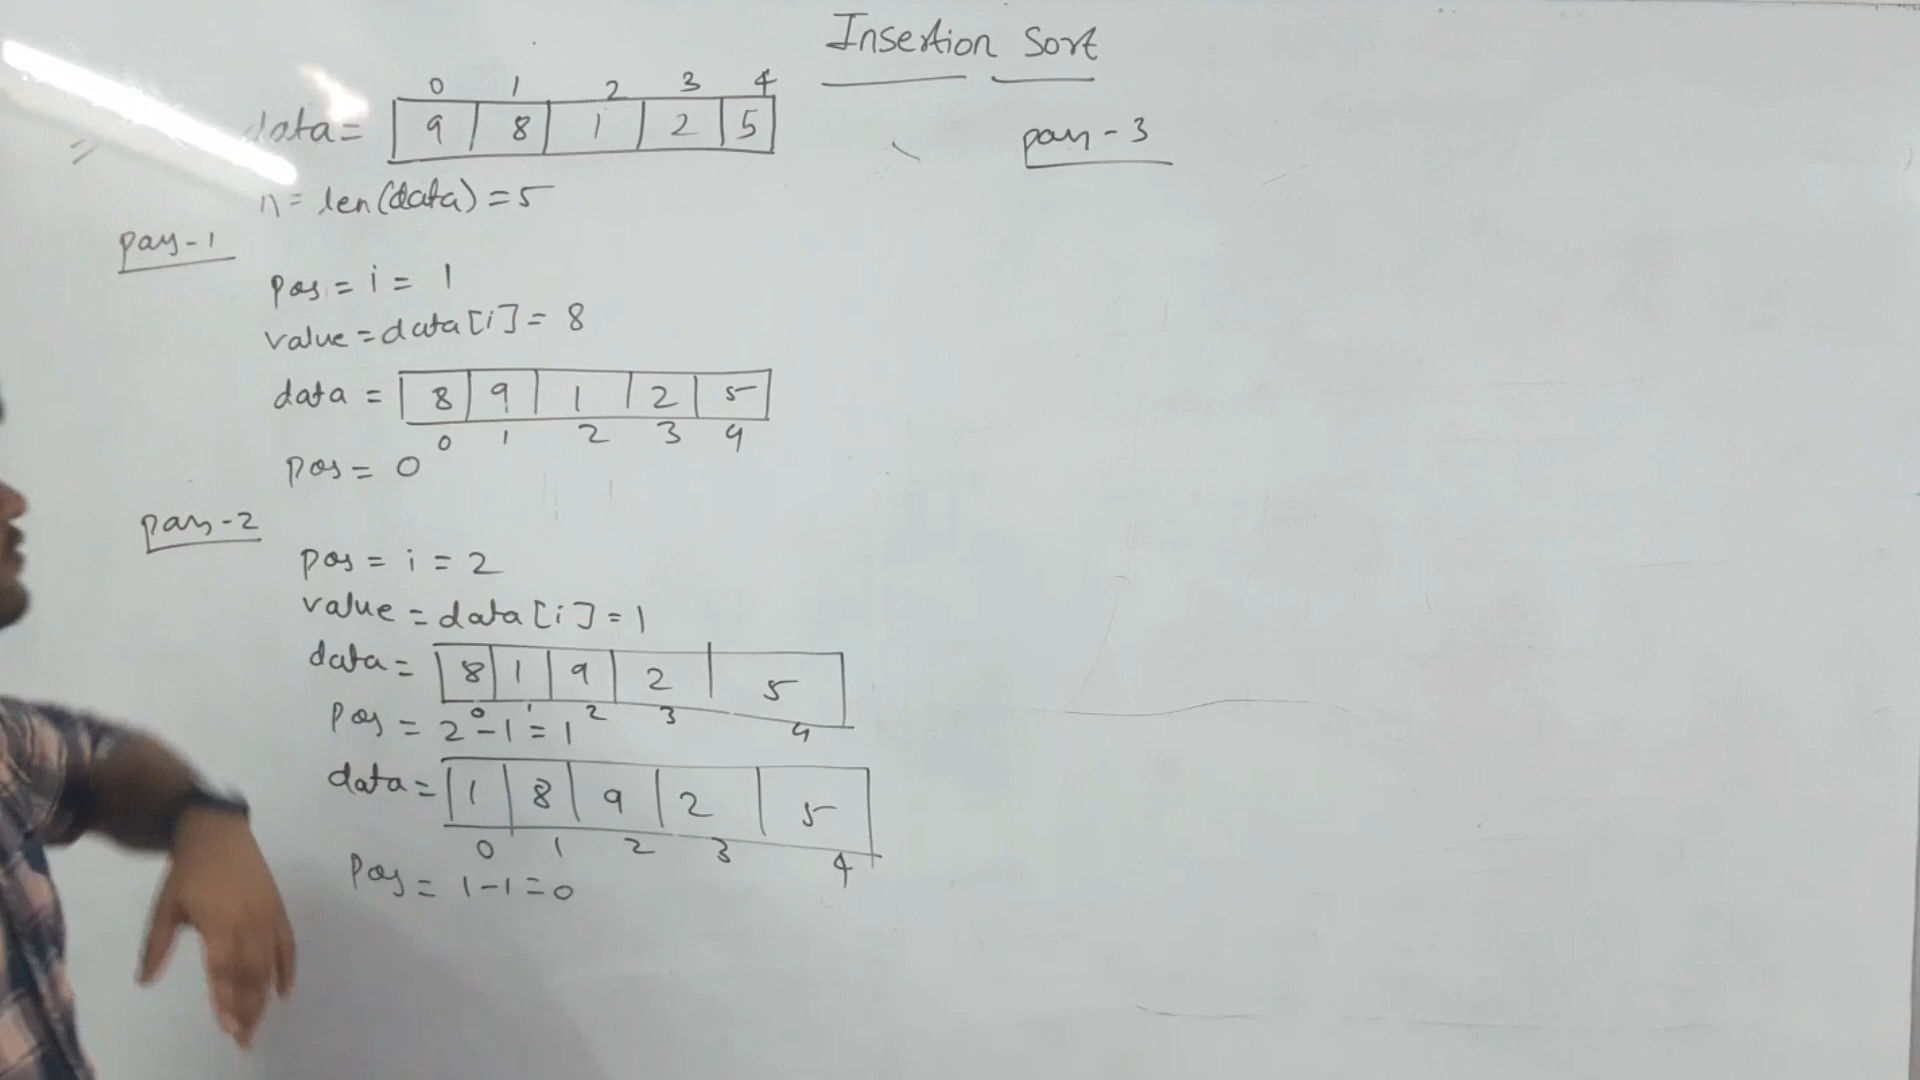 Insertion Sort
0 1 2 3 4
data = 9 8 1 2 5
n = len(data) = 5
pass-1
pos = i = 1
value = data[i] = 8
data = 8 9 1 2 5
0 1 2 3 4
pos = 0
pass-2
pos = i = 2
value = data[i] = 1
data = 8 1 9 2 5
0 1 2 3 4
pos = 2-1 = 1
data = 1 8 9 2 5
0 1 2 3 4
pos = 1-1 = 0
pass-3